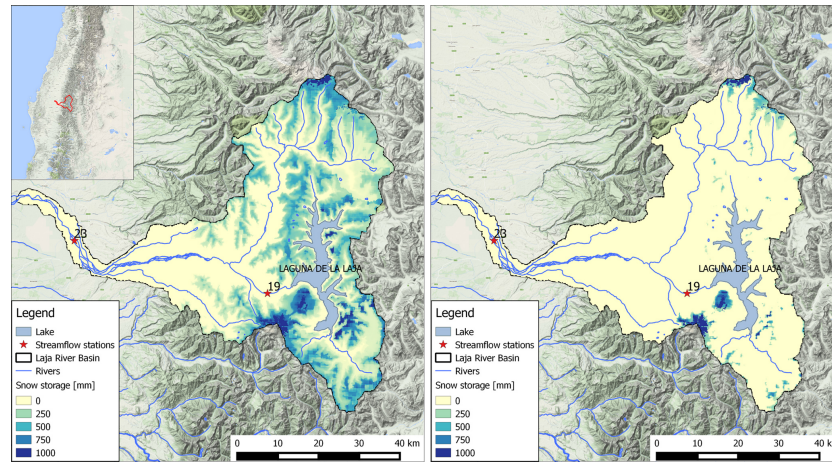 23
LAGUNA DE LA LAJA
19
Legend
Lake
Streamflow stations
Laja River Basin
Rivers
Snow storage [mm]
0
250
500
750
1000
0 10 20 30 40 km
23
LAGUNA DE LA LAJA
19
Legend
Lake
Streamflow stations
Laja River Basin
Rivers
Snow storage [mm]
0
250
500
750
1000
0 10 20 30 40 km